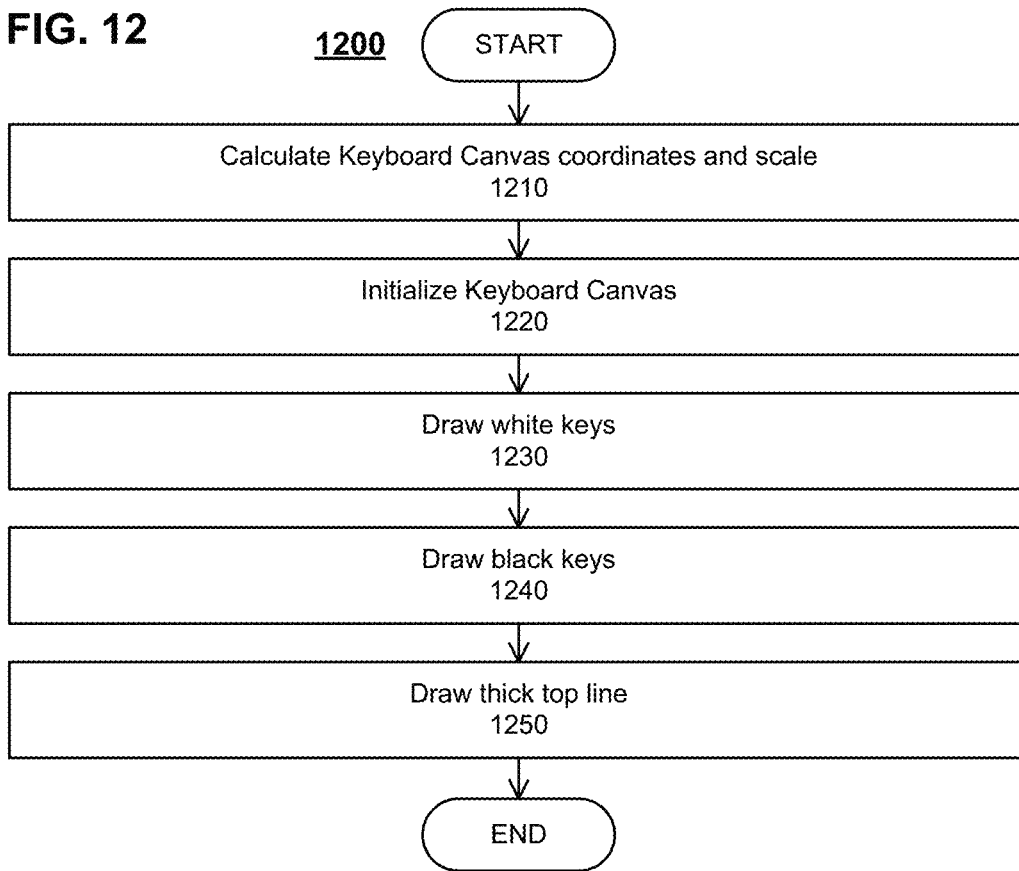 FIG. 12
1200
START
Calculate Keyboard Canvas coordinates and scale
1210
Initialize Keyboard Canvas
1220
Draw white keys
1230
Draw black keys
1240
Draw thick top line
1250
END